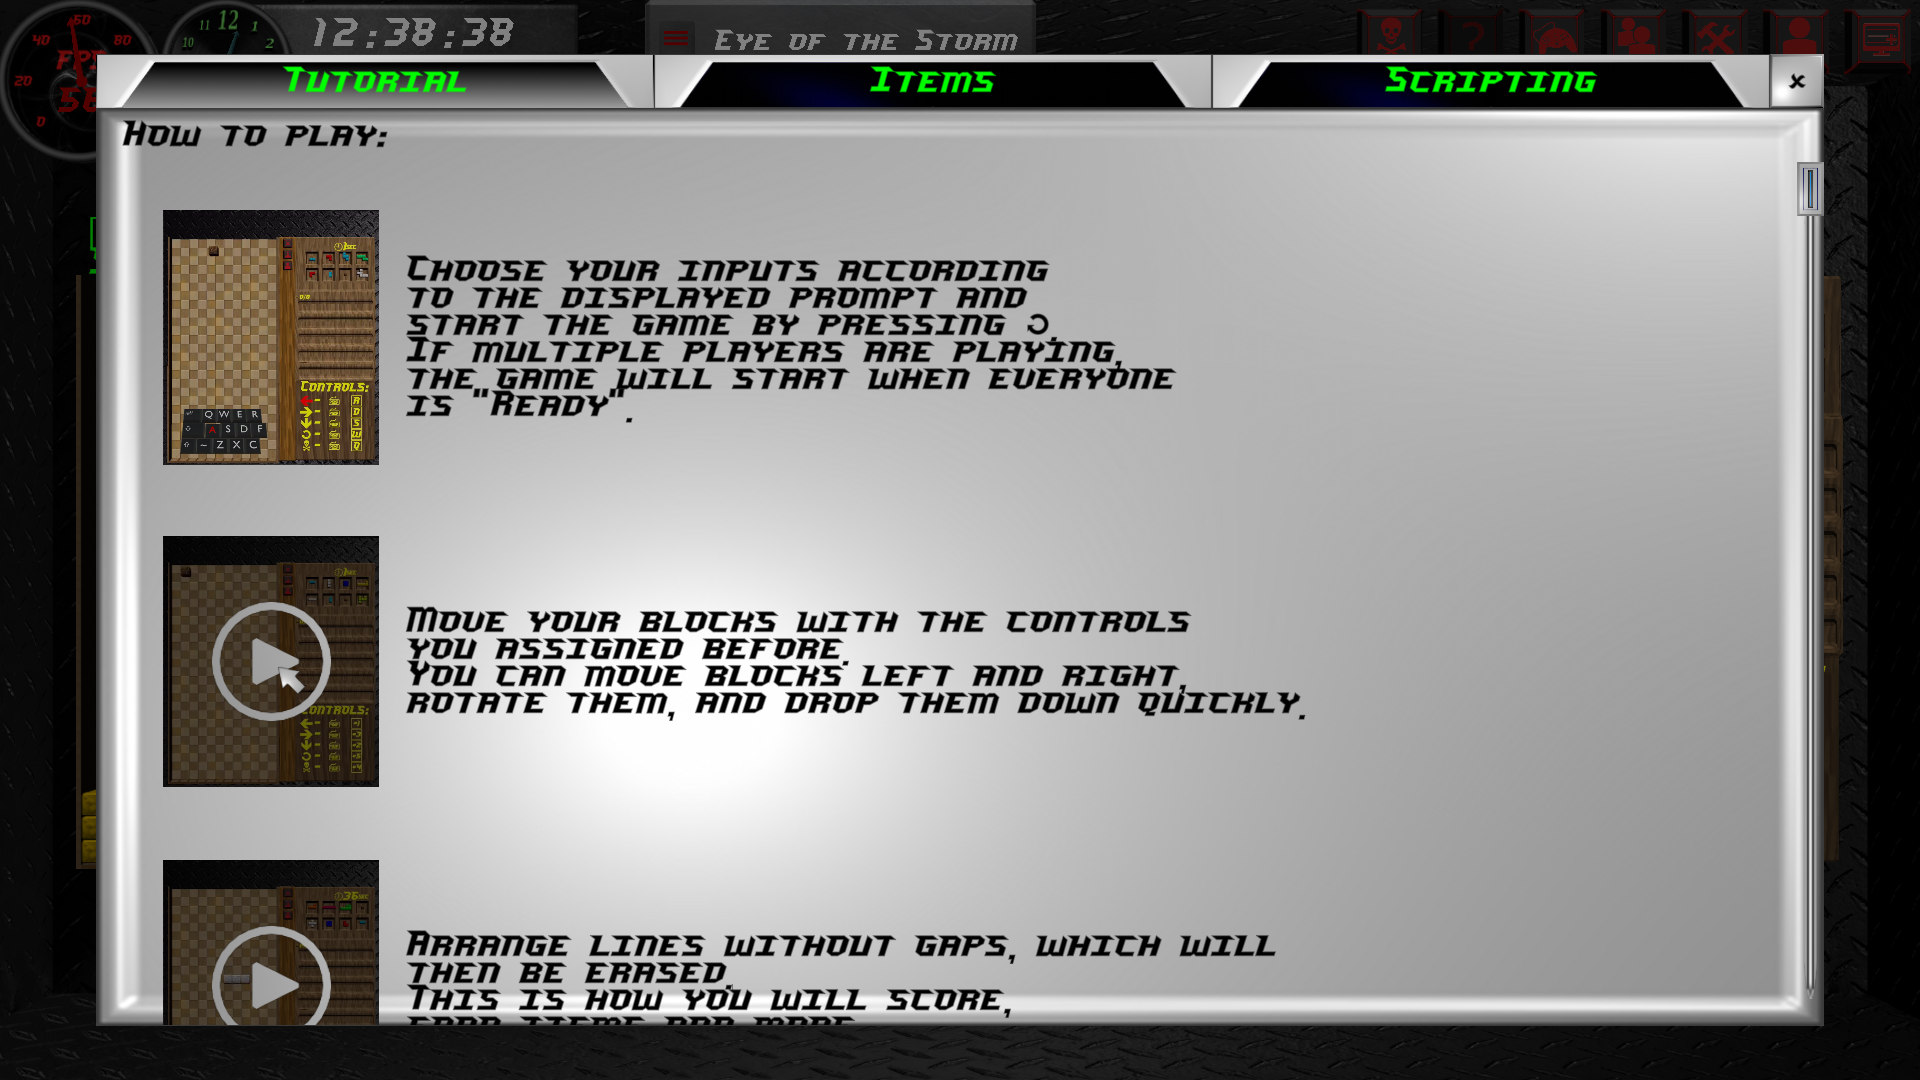 12:38:38
Eye of the Storm
Tutorial
Items
Scripting
x
How to play:
Choose your inputs according
to the displayed prompt and
start the game by pressing
If multiple players are playing,
the game will start when everyone
is "Ready".
Controls:
Q W E R
A S D F
Z X C
Move your blocks with the controls
you assigned before.
You can move blocks left and right,
rotate them, and drop them down quickly.
Controls:
Arrange lines without gaps, which will
then be erased.
This is how you will score,
earn items and more.
11 12 1
10 2
60
40 80
FPS
20
0